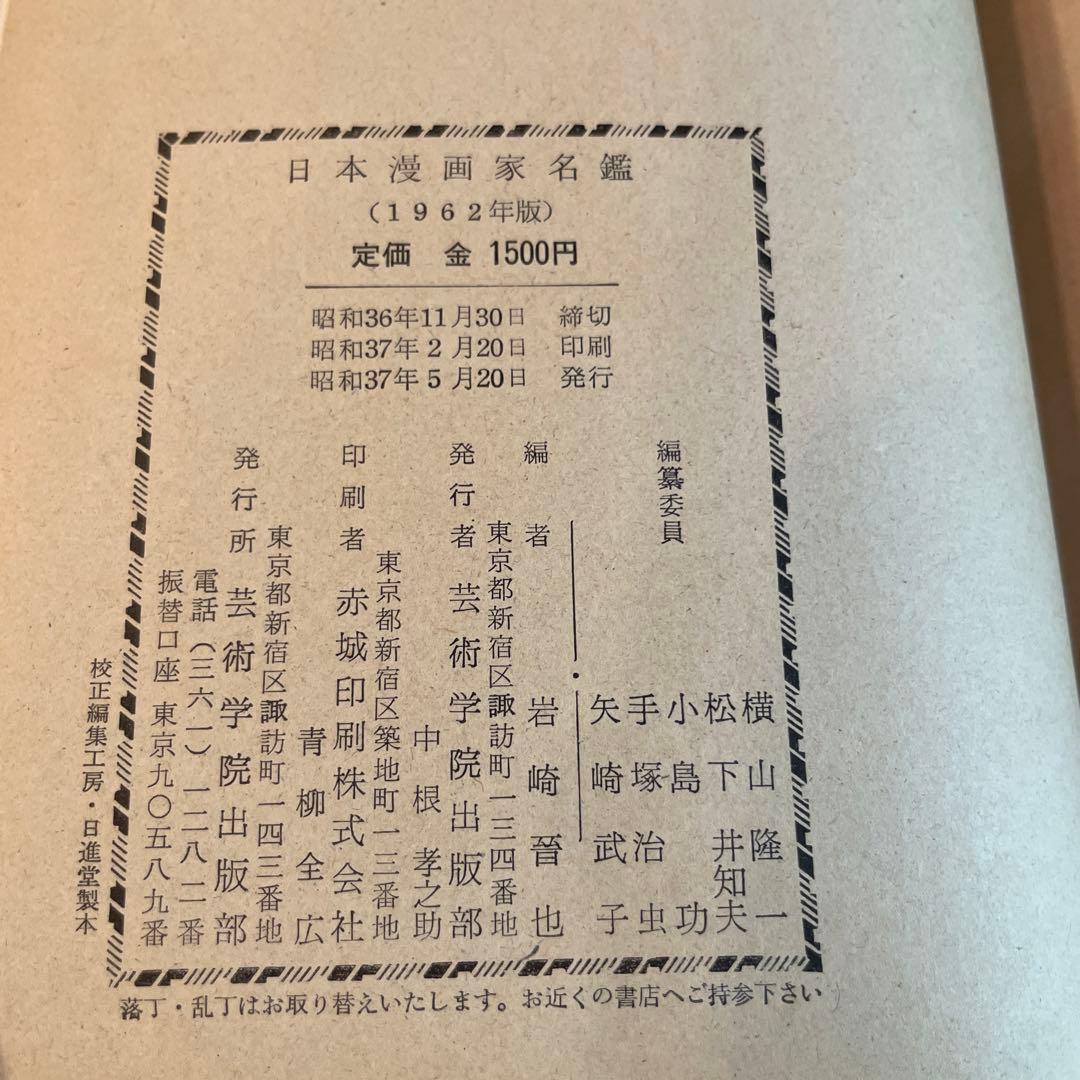 日本漫画家名鑑
（1962年版）
定価　金 1500円
昭和36年11月30日　締切
昭和37年 2 月20日　印刷
昭和37年 5 月20日　発行
編纂委員
横山隆一
松下井知夫
小島功
手塚治虫
矢崎武子
編者　岩崎晉也
東京都新宿区諏訪町一三四番地
発行者　芸術学院出版部
中根孝之助
東京都新宿区築地町一三番地
印刷者　赤城印刷株式会社
青柳全広
東京都新宿区諏訪町一四三番地
発行所　芸術学院出版部
電話（三六一）一二八二番
振替口座　東京九〇五八九番
校正編集工房・日進堂製本
落丁・乱丁はお取り替えいたします。お近くの書店へご持参下さい